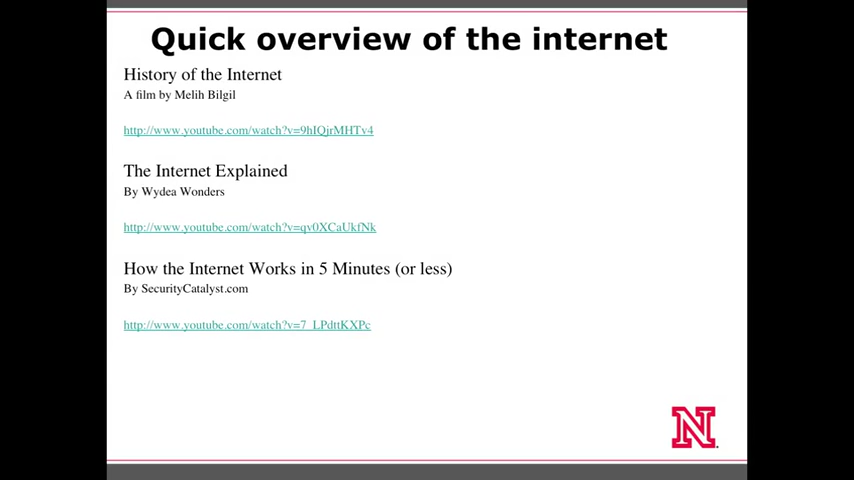 Quick overview of the internet
History of the Internet
A film by Melih Bilgil
http://www.youtube.com/watch?v=9hIQjrMHTv4
The Internet Explained
By Wydea Wonders
http://www.youtube.com/watch?v=qv0XCaUkfNk
How the Internet Works in 5 Minutes (or less)
By SecurityCatalyst.com
http://www.youtube.com/watch?v=7_LPdttKXPc
N